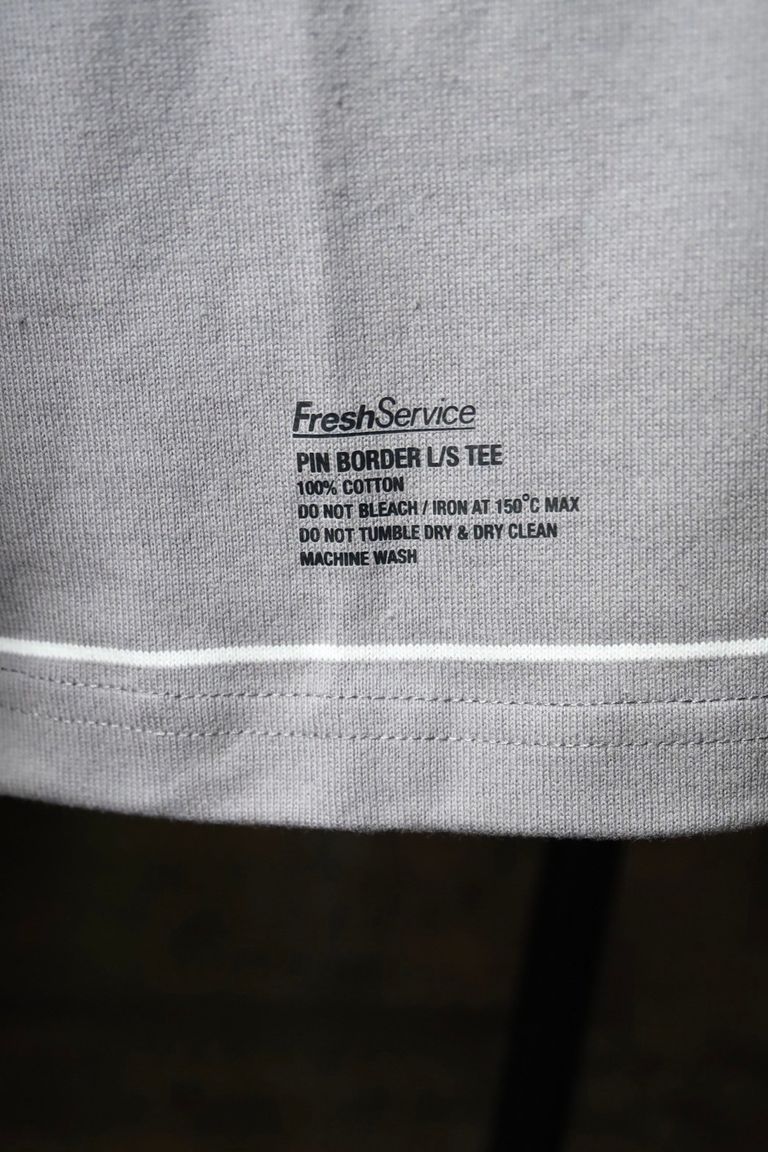 FreshService
PIN BORDER L/S TEE
100% COTTON
DO NOT BLEACH / IRON AT 150°C MAX
DO NOT TUMBLE DRY & DRY CLEAN
MACHINE WASH